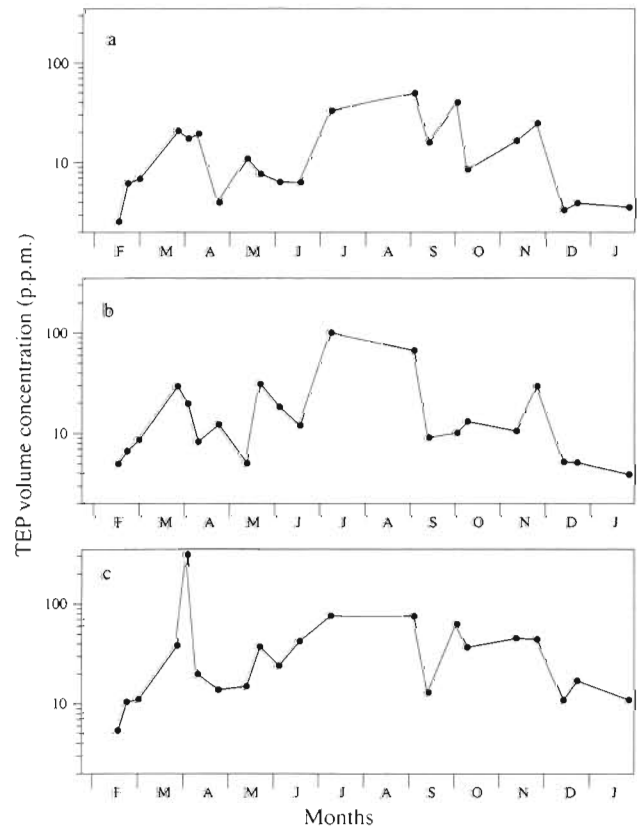 a
100
10
F M A M J J A S O N D J
b
100
10
F M A M J J A S O N D J
c
100
10
F M A M J J A S O N D J
TEP volume concentration (p.p.m.)
Months